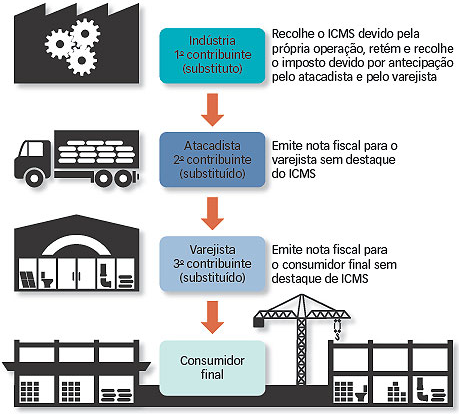 Indústria
1º contribuinte
(substituto)
Recolhe o ICMS devido pela
própria operação, retém e recolhe
o imposto devido por antecipação
pelo atacadista e pelo varejista
Atacadista
2º contribuinte
(substituído)
Emite nota fiscal para o
varejista sem destaque
do ICMS
Varejista
3º contribuinte
(substituído)
Emite nota fiscal para
o consumidor final sem
destaque de ICMS
Consumidor
final